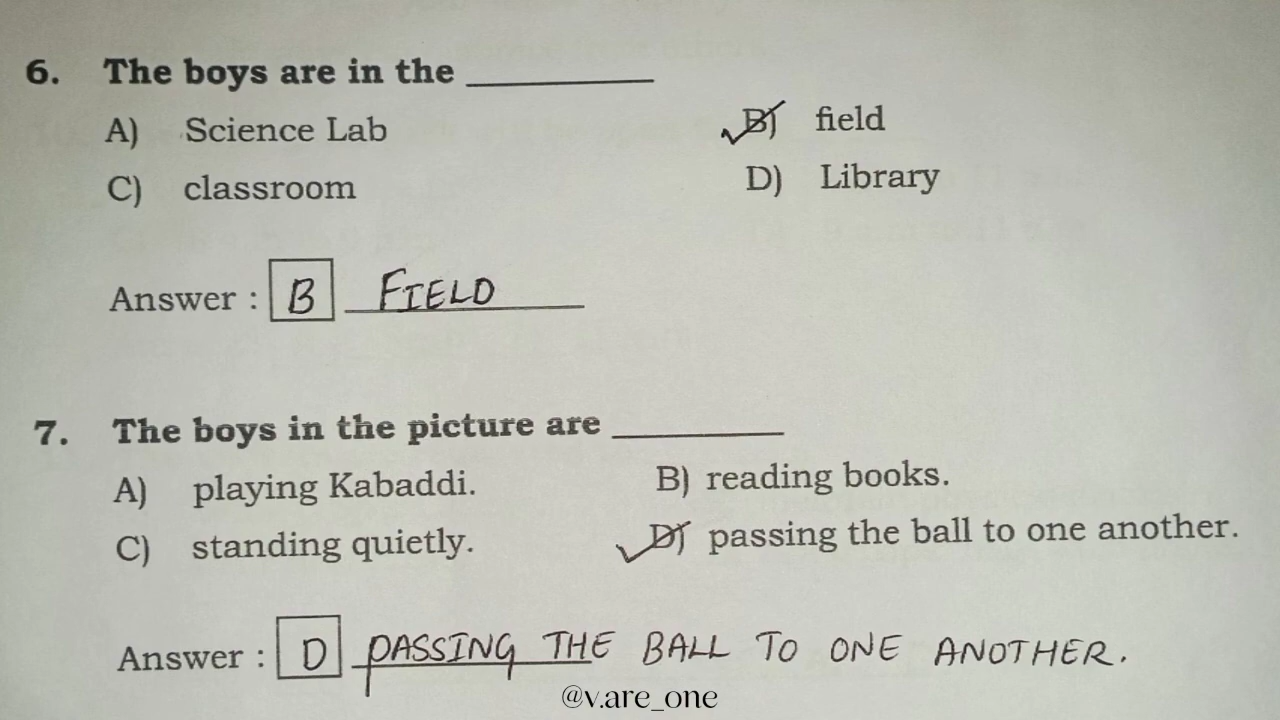 6. The boys are in the __________
A) Science Lab B) field
C) classroom D) Library
Answer : B FIELD
7. The boys in the picture are __________
A) playing Kabaddi. B) reading books.
C) standing quietly. D) passing the ball to one another.
Answer : D PASSING THE BALL TO ONE ANOTHER.
@v.are_one